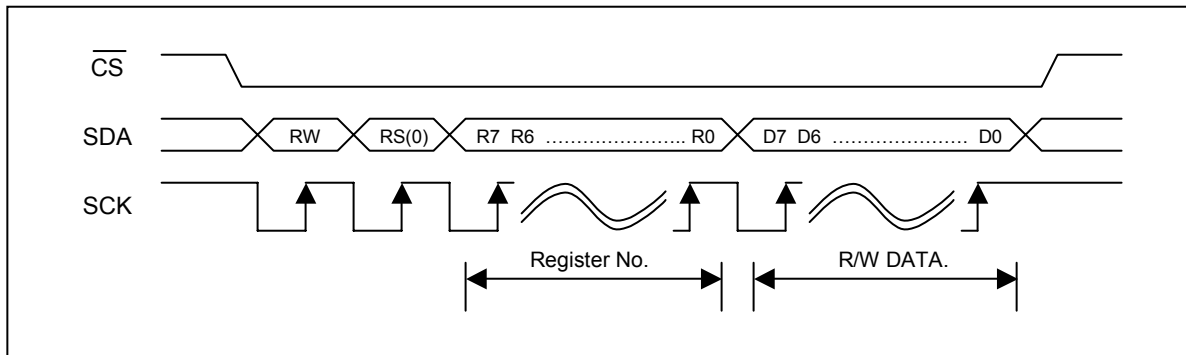 CS
SDA RW RS(0) R7 R6 ........................ R0 D7 D6 ....................... D0
SCK
Register No. R/W DATA.